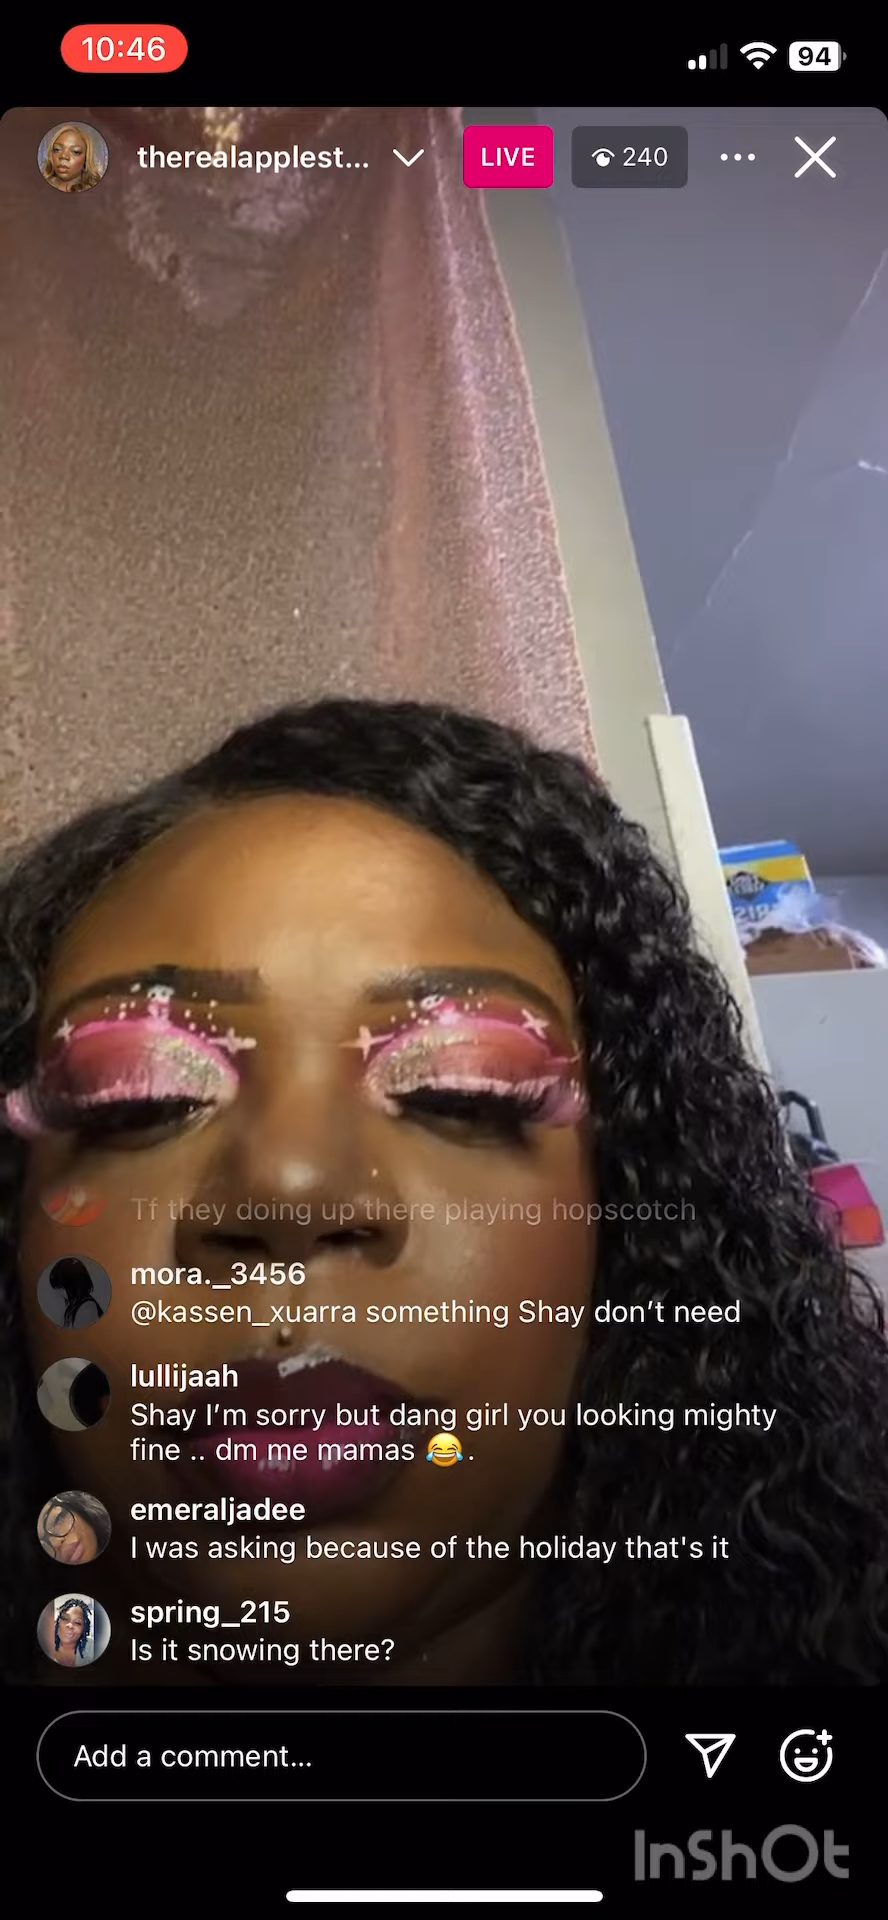 10:46
94
therealapplest...
LIVE
240
Tf they doing up there playing hopscotch
mora._3456
@kassen_xuarra something Shay don’t need
lullijaah
Shay I’m sorry but dang girl you looking mighty
fine .. dm me mamas 😂.
emeraljadee
I was asking because of the holiday that's it
spring_215
Is it snowing there?
Add a comment...
InShOt